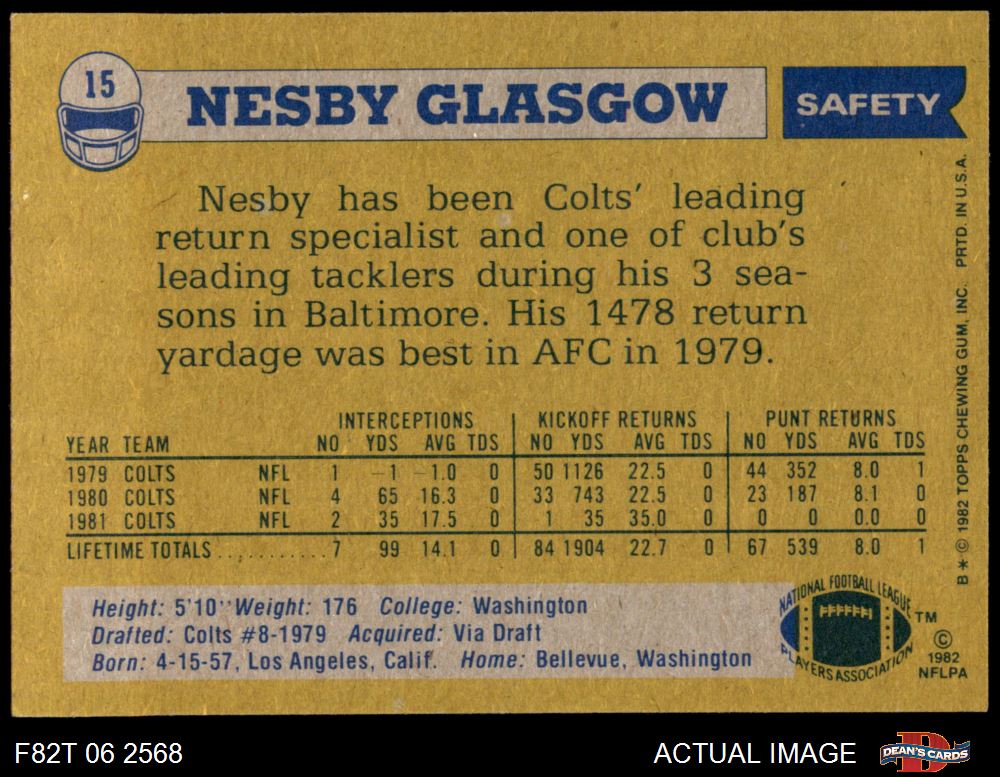 15
NESBY GLASGOW
SAFETY
Nesby has been Colts' leading
return specialist and one of club's
leading tacklers during his 3 sea-
sons in Baltimore. His 1478 return
yardage was best in AFC in 1979.
INTERCEPTIONS KICKOFF RETURNS PUNT RETURNS
YEAR TEAM NO YDS AVG TDS NO YDS AVG TDS NO YDS AVG TDS
1979 COLTS NFL 1 -1 -1.0 0 50 1126 22.5 0 44 352 8.0 1
1980 COLTS NFL 4 65 16.3 0 33 743 22.5 0 23 187 8.1 0
1981 COLTS NFL 2 35 17.5 0 1 35 35.0 0 0 0 0.0 0
LIFETIME TOTALS............7 99 14.1 0 84 1904 22.7 0 67 539 8.0 1
Height: 5'10" Weight: 176 College: Washington
Drafted: Colts #8-1979 Acquired: Via Draft
Born: 4-15-57, Los Angeles, Calif. Home: Bellevue, Washington
NATIONAL FOOTBALL LEAGUE
PLAYERS ASSOCIATION
TM
©
1982
NFLPA
B* © 1982 TOPPS CHEWING GUM, INC. PRTD. IN U.S.A.
F82T 06 2568
ACTUAL IMAGE
DEAN'S CARDS